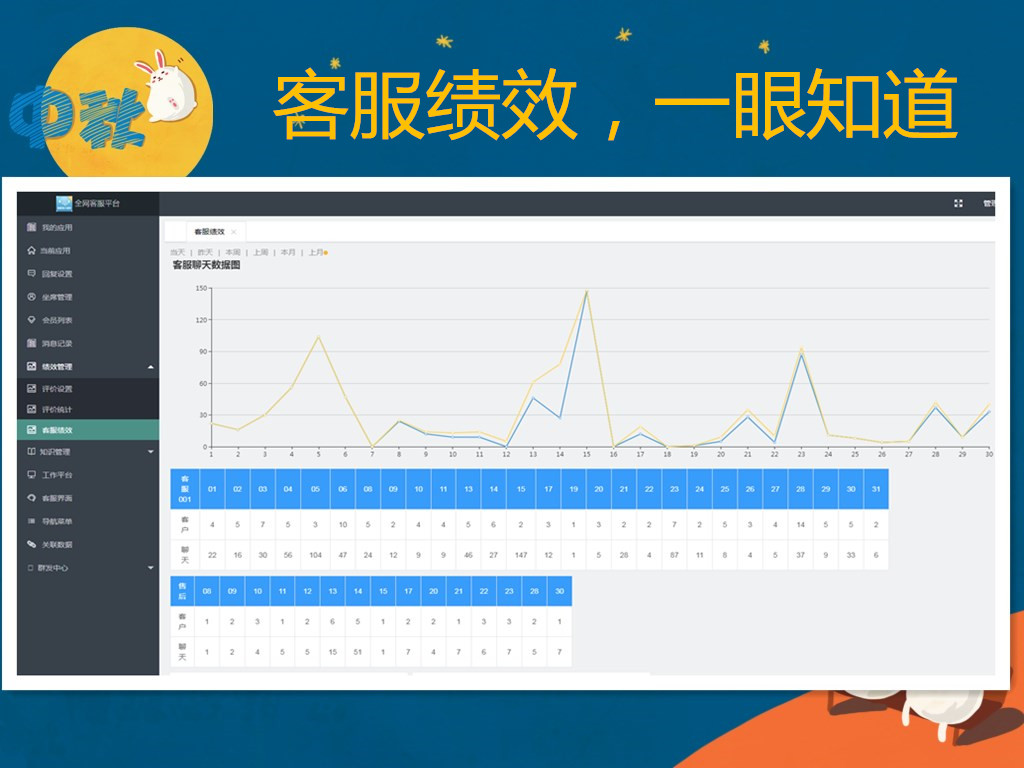 中秋
客服绩效，一眼知道
全网客服平台
管理
我的应用
当前应用
回复设置
坐席管理
会员列表
消息记录
绩效管理
评价设置
评价统计
客服绩效
知识管理
工作平台
客服界面
导航菜单
关联数据
群发中心
客服绩效 ×
当天 | 昨天 | 本周 | 上周 | 本月 | 上月
客服聊天数据图
150
120
90
60
30
0
1 2 3 4 5 6 7 8 9 10 11 12 13 14 15 16 17 18 19 20 21 22 23 24 25 26 27 28 29 30
客服001 01 02 03 04 05 06 08 09 10 11 13 14 15 17 19 20 21 22 23 24 25 26 27 28 29 30 31
客户 4 5 7 5 3 10 5 2 4 4 5 6 2 3 1 3 2 2 7 2 5 3 4 14 5 5 2
聊天 22 16 30 56 104 47 24 12 9 9 46 27 147 12 1 5 28 4 87 11 8 4 5 37 9 33 6
售后 08 09 10 11 12 13 14 15 17 20 21 22 23 28 30
客户 1 2 3 1 2 6 5 1 2 2 1 3 3 2 1
聊天 1 2 4 5 5 15 51 1 7 4 7 6 7 5 7